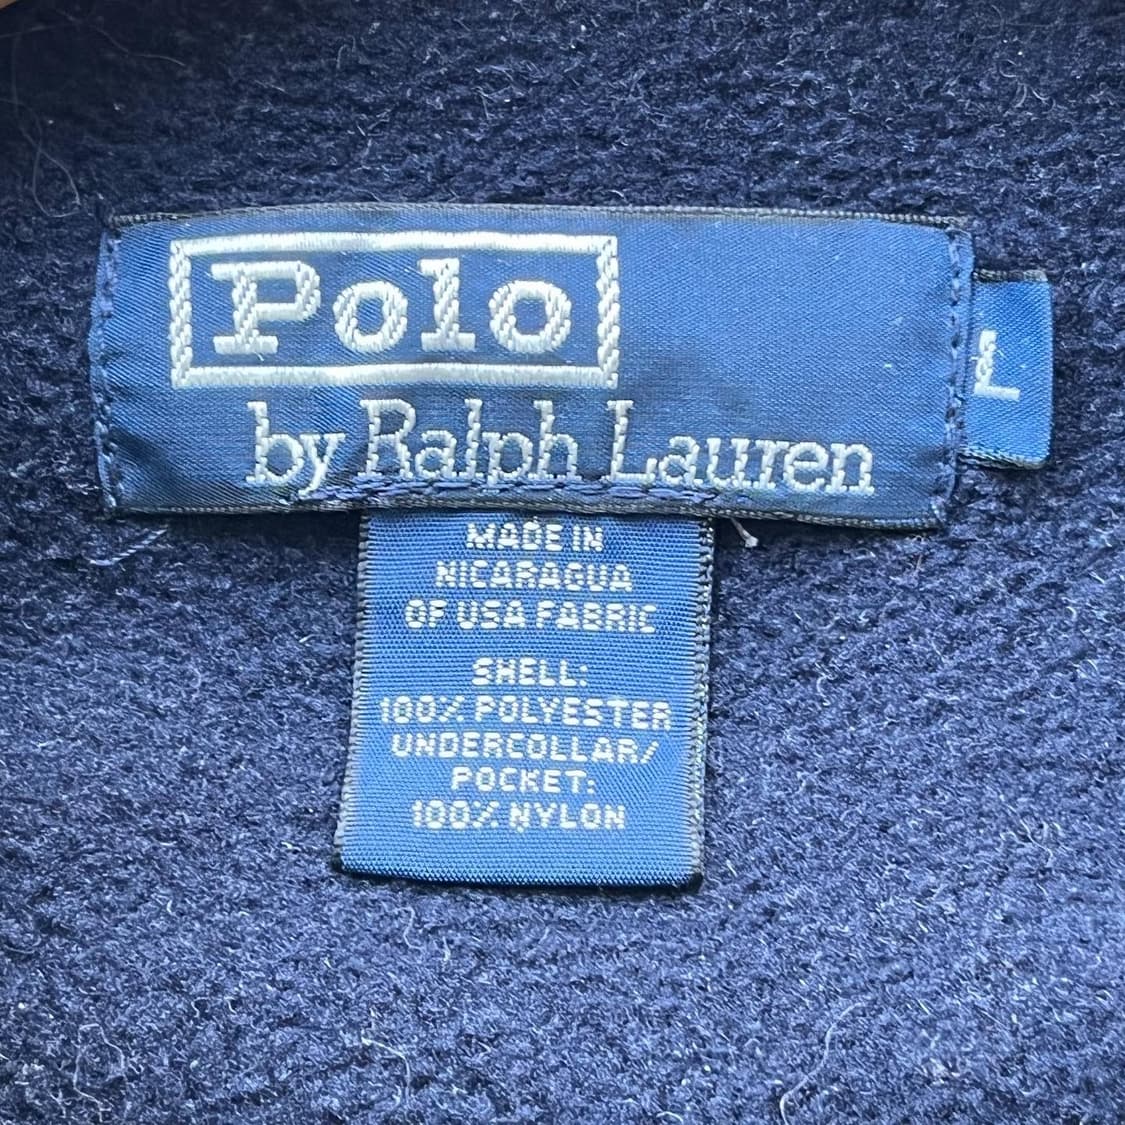 Polo
by Ralph Lauren
L
MADE IN
NICARAGUA
OF USA FABRIC
SHELL:
100% POLYESTER
UNDERCOLLAR/
POCKET:
100% NYLON